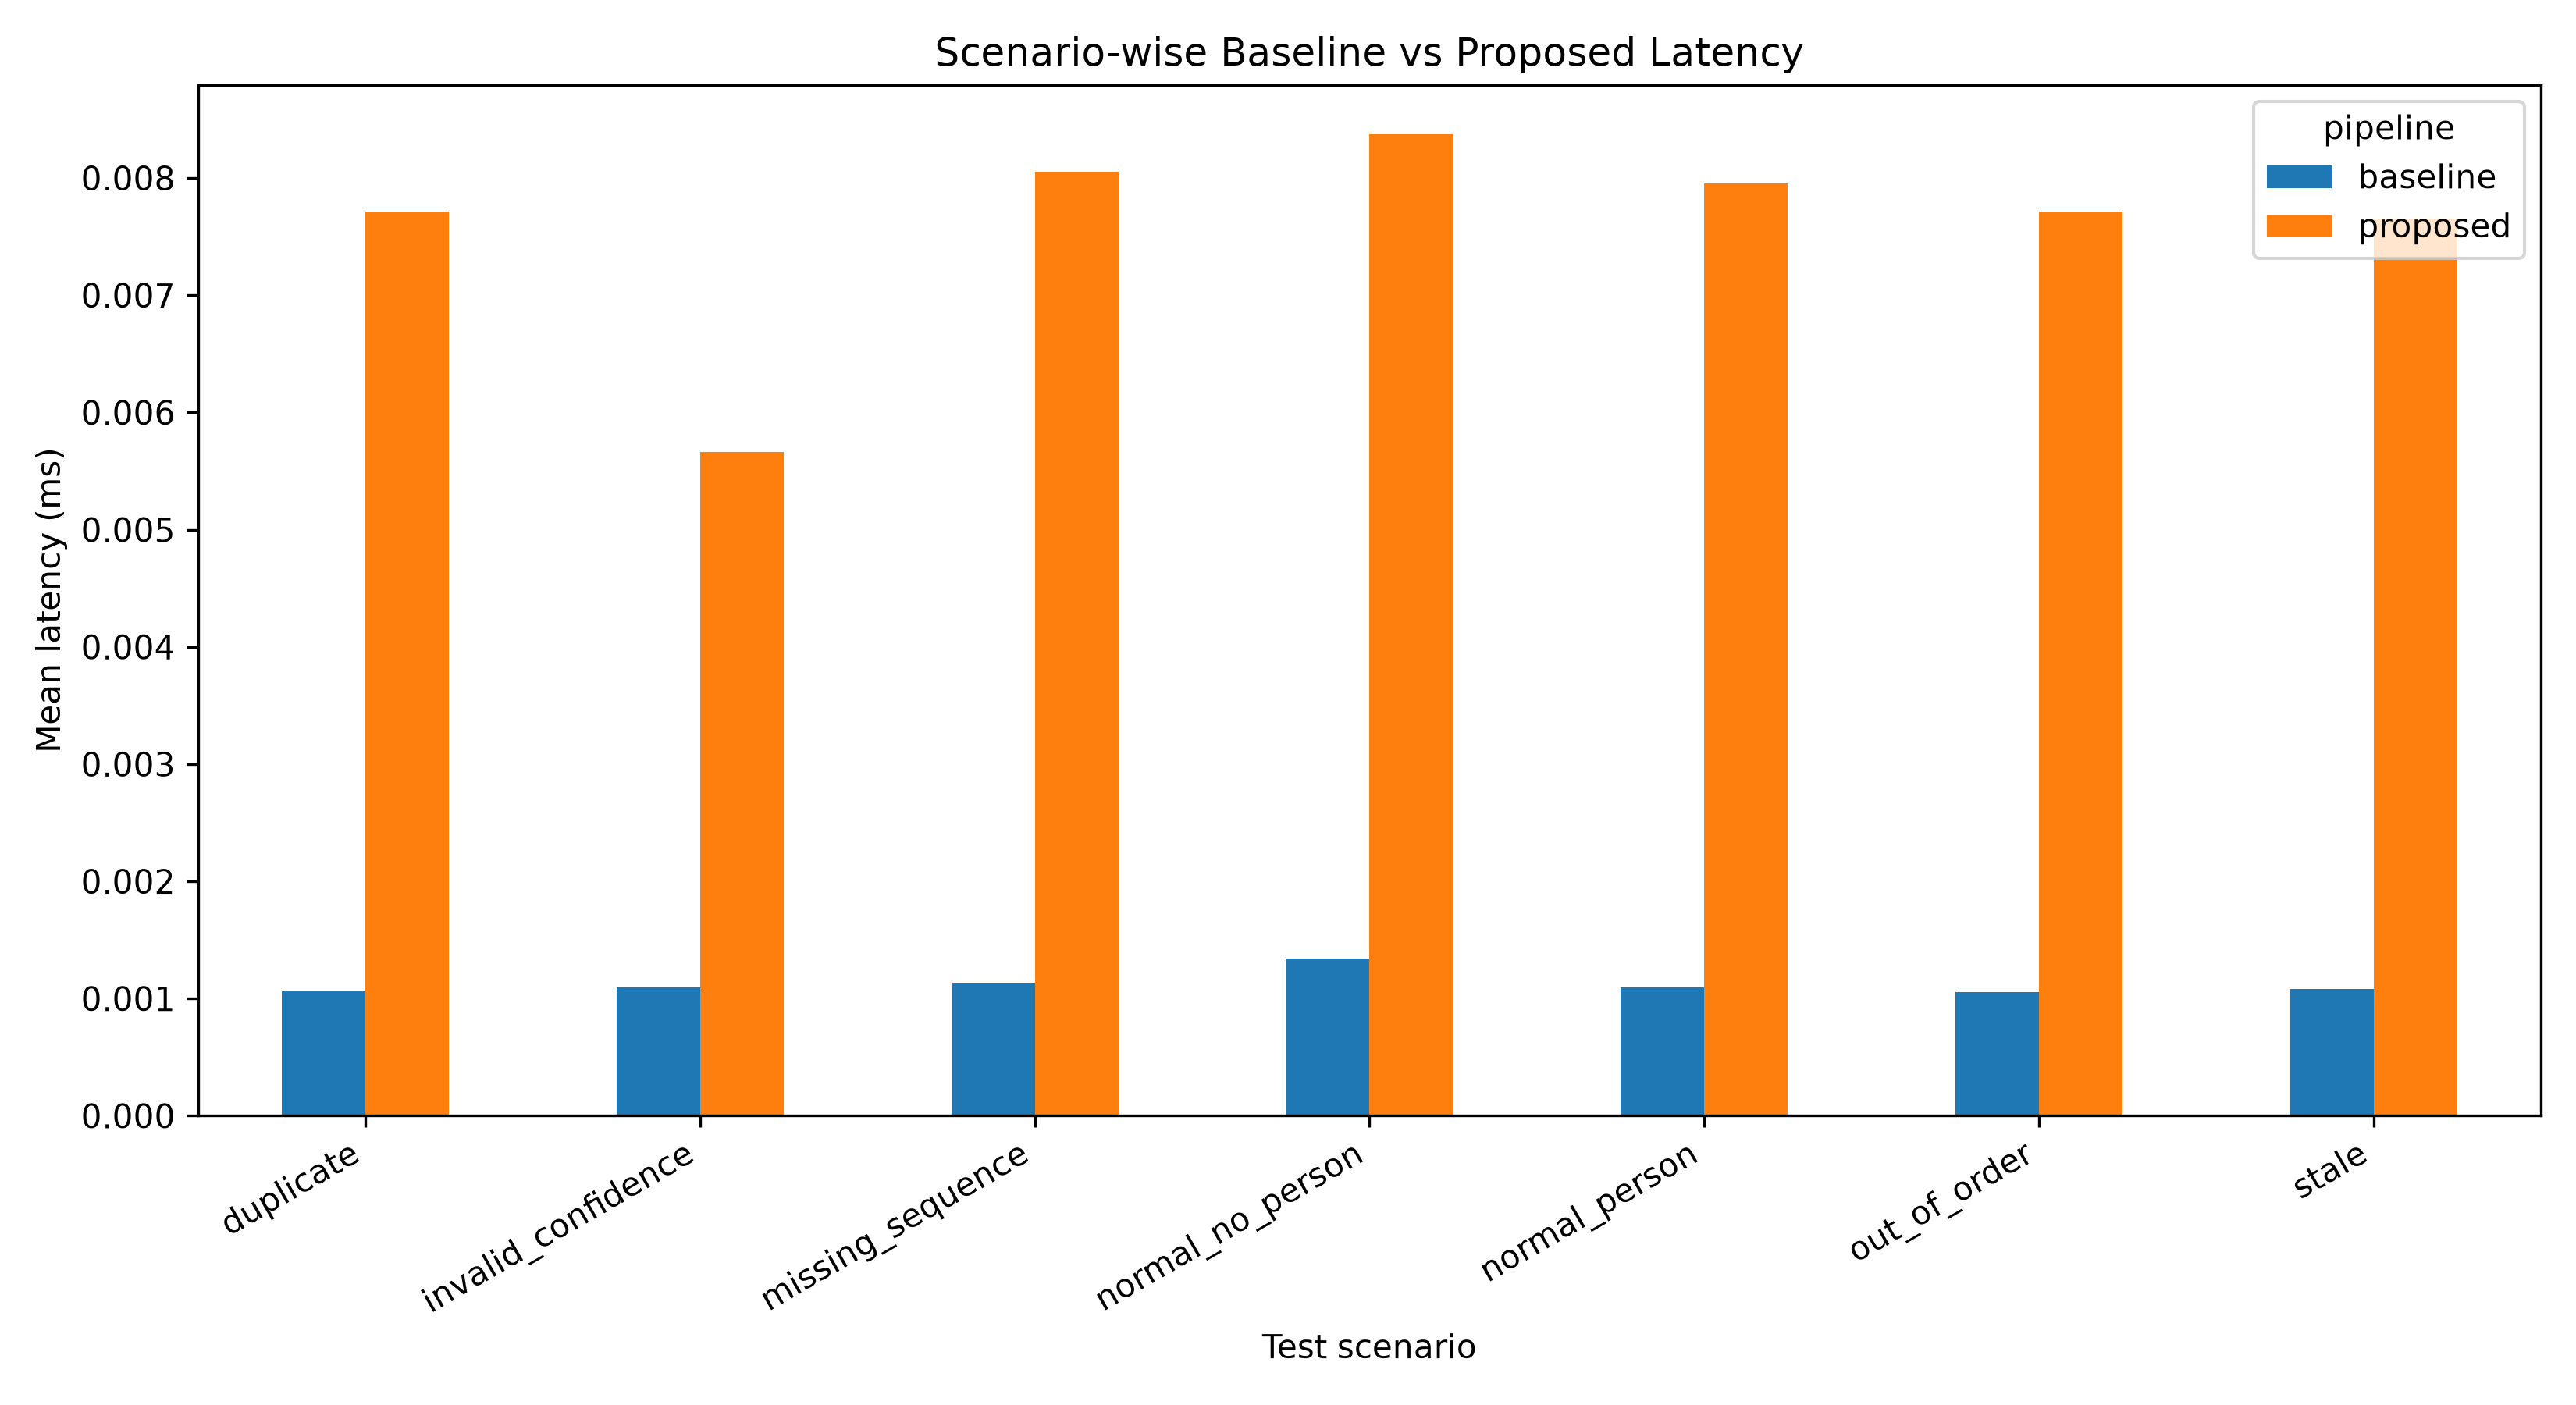 Scenario-wise Baseline vs Proposed Latency
pipeline
baseline
proposed
Mean latency (ms)
0.008
0.007
0.006
0.005
0.004
0.003
0.002
0.001
0.000
duplicate
invalid_confidence
missing_sequence
normal_no_person
normal_person
out_of_order
stale
Test scenario